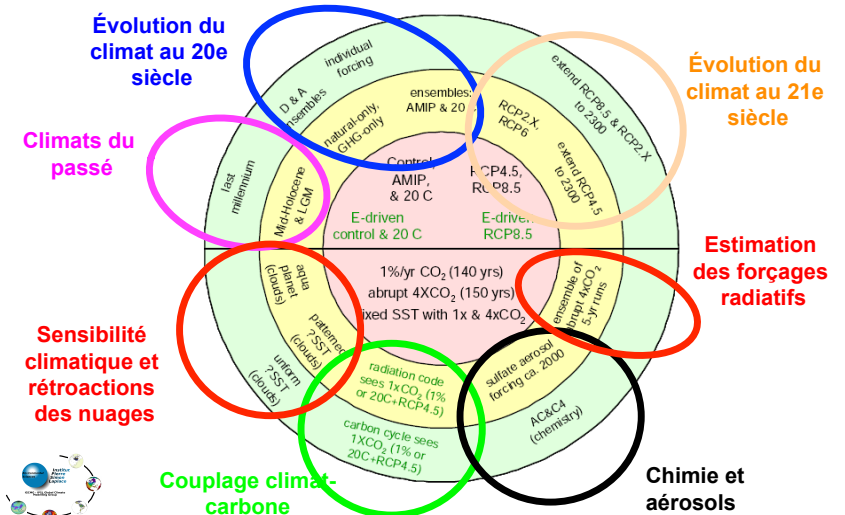 Évolution du
climat au 20e
siècle
Climats du
passé
Sensibilité
climatique et
rétroactions
des nuages
Couplage climat-
carbone
Évolution du
climat au 21e
siècle
Estimation
des forçages
radiatifs
Chimie et
aérosols
individual
forcing
D & A
ensembles
last
millennium
extend RCP8.5 & RCP2.X
to 2300
natural-only,
GHG-only
ensembles:
AMIP & 20 C
RCP2.X,
RCP6
extend RCP4.5
to 2300
Mid-Holocene
& LGM
Control,
AMIP,
& 20 C
RCP4.5,
RCP8.5
E-driven
control & 20 C
E-driven
RCP8.5
1%/yr CO₂ (140 yrs)
abrupt 4XCO₂ (150 yrs)
fixed SST with 1x & 4xCO₂
aqua
planet
(clouds)
patterned
?SST
(clouds)
uniform
?SST
(clouds)
radiation code
sees 1xCO₂ (1%
or 20C+RCP4.5)
carbon cycle sees
1XCO₂ (1% or
20C+RCP4.5)
ensemble of
abrupt 4xCO₂
5-yr runs
sulfate aerosol
forcing ca. 2000
AC&C4
(chemistry)
Institut
Pierre
Simon
Laplace